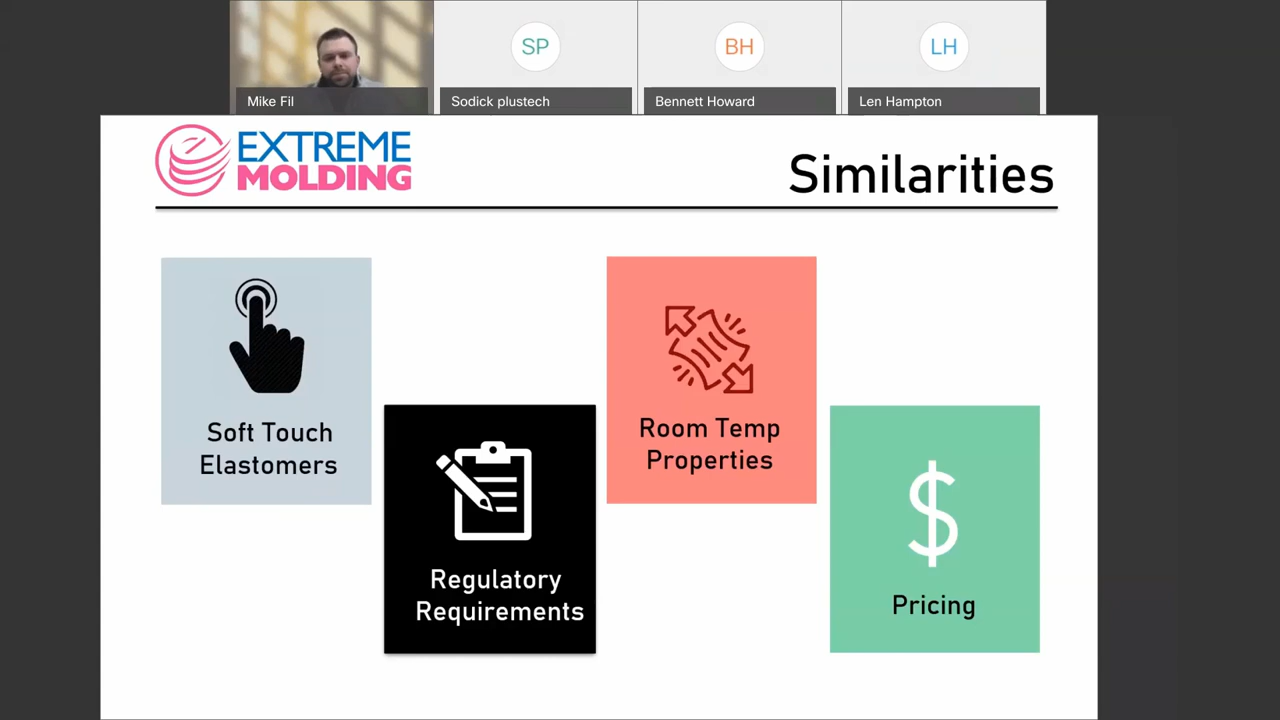 SP
BH
LH
Mike Fil
Sodick plustech
Bennett Howard
Len Hampton
EXTREME
MOLDING
Similarities
Soft Touch
Elastomers
Regulatory
Requirements
Room Temp
Properties
$
Pricing